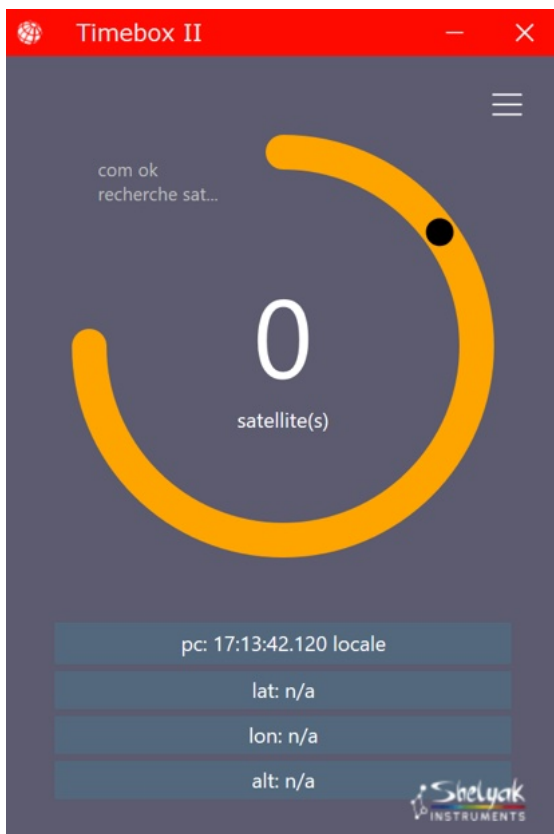 Timebox II
com ok
recherche sat...
0
satellite(s)
pc: 17:13:42.120 locale
lat: n/a
lon: n/a
alt: n/a
Shelyak
INSTRUMENTS